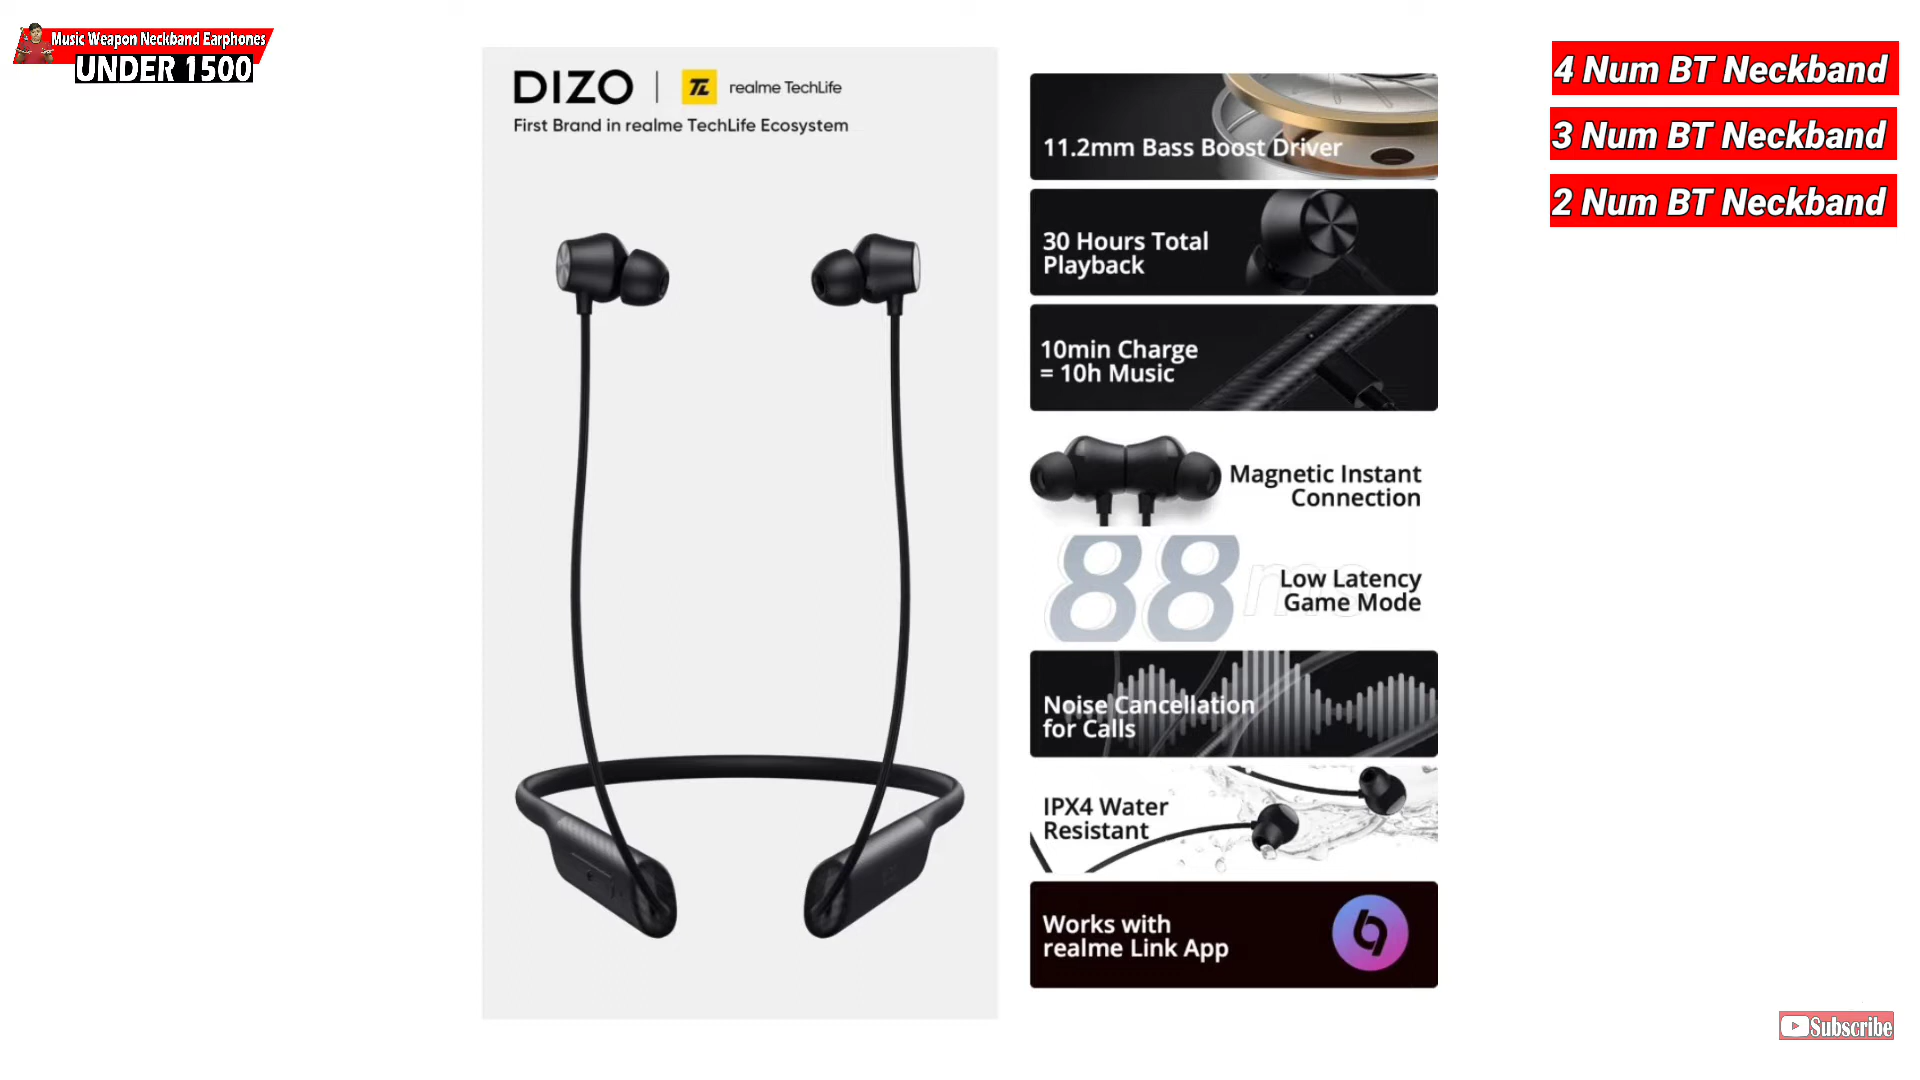 Music Weapon Neckband Earphones
UNDER 1500
DIZO | TL realme TechLife
First Brand in realme TechLife Ecosystem
11.2mm Bass Boost Driver
30 Hours Total
Playback
10min Charge
= 10h Music
Magnetic Instant
Connection
88ms
Low Latency
Game Mode
Noise Cancellation
for Calls
IPX4 Water
Resistant
Works with
realme Link App
4 Num BT Neckband
3 Num BT Neckband
2 Num BT Neckband
Subscribe